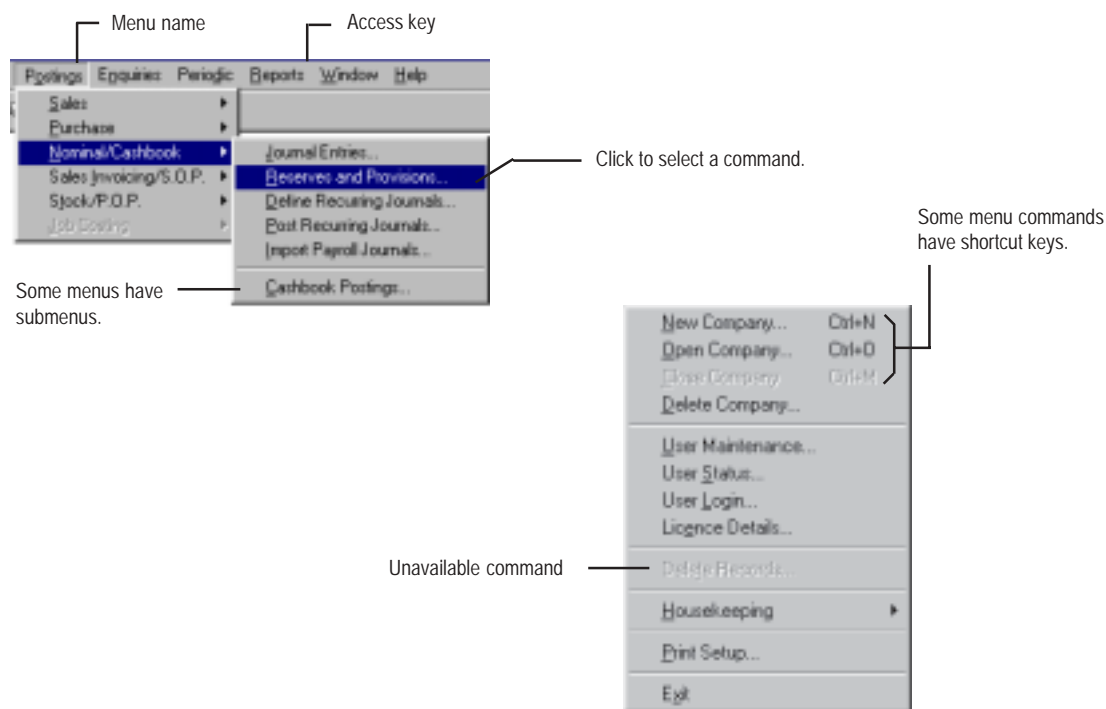 Menu name
Access key
Postings Enquiries Periodic Reports Window Help
Sales
Purchase
Nominal/Cashbook
Sales Invoicing/S.O.P.
Stock/P.O.P.
Job Costing
Journal Entries...
Reserves and Provisions...
Define Recurring Journals...
Post Recurring Journals...
Import Payroll Journals...
Cashbook Postings...
Click to select a command.
Some menus have
submenus.
Some menu commands
have shortcut keys.
New Company... Ctrl+N
Open Company... Ctrl+O
Close Company Ctrl+M
Delete Company...
User Maintenance...
User Status...
User Login...
Licence Details...
Unavailable command
Delete Records...
Housekeeping
Print Setup...
Exit